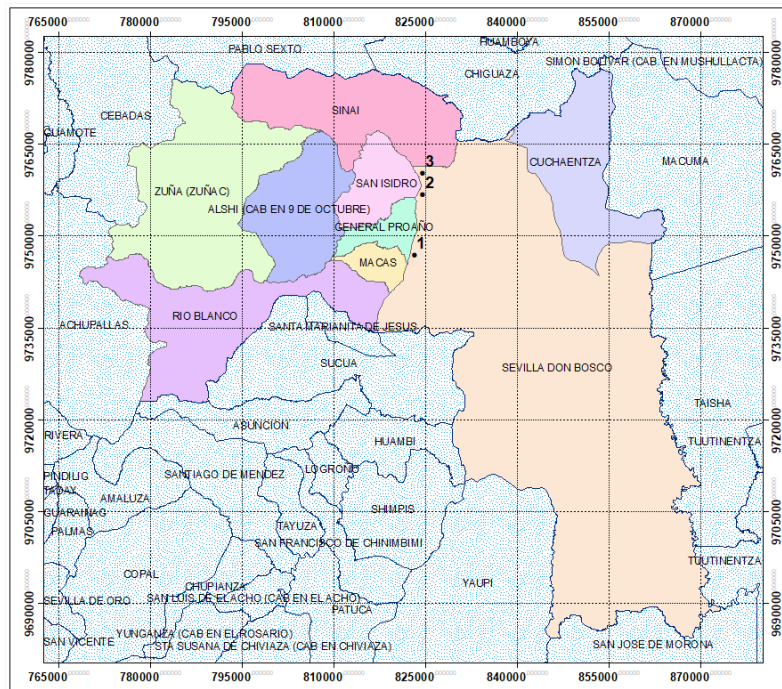 765000
780000
795000
810000
825000
840000
855000
870000
PABLO SEXTO
HUAMBOYA
9780000
9780000
SIMON BOLIVAR (CAB. EN MUSHULLACTA)
CHIGUAZA
SINAI
CEBADAS
GUAMOTE
9765000
9765000
3
CUCHAENTZA
MACUMA
SAN ISIDRO
2
ZUÑA (ZUÑAC)
ALSHI (CAB EN 9 DE OCTUBRE)
GENERAL PROAÑO
9750000
9750000
1
MACAS
RIO BLANCO
ACHUPALLAS
SANTA MARIANITA DE JESUS
9735000
9735000
SUCUA
SEVILLA DON BOSCO
TAISHA
ASUNCION
9720000
9720000
RIVERA
HUAMBI
TUUTINENTZA
PINDILIG
SANTIAGO DE MENDEZ
LOGROÑO
TADAY
AMALUZA
GUARAINAG
SHIMPIS
9705000
9705000
PALMAS
TAYUZA
SAN FRANCISCO DE CHINIMBIMI
TUUTINENTZA
COPAL
CHUPIANZA
YAUPI
SEVILLA DE ORO
SAN LUIS DE EL ACHO (CAB EN EL ACHO)
PATUCA
9690000
9690000
YUNGANZA (CAB EN EL ROSARIO)
SAN VICENTE
STA SUSANA DE CHIVIAZA (CAB EN CHIVIAZA)
SAN JOSE DE MORONA
765000
780000
795000
810000
825000
840000
855000
870000